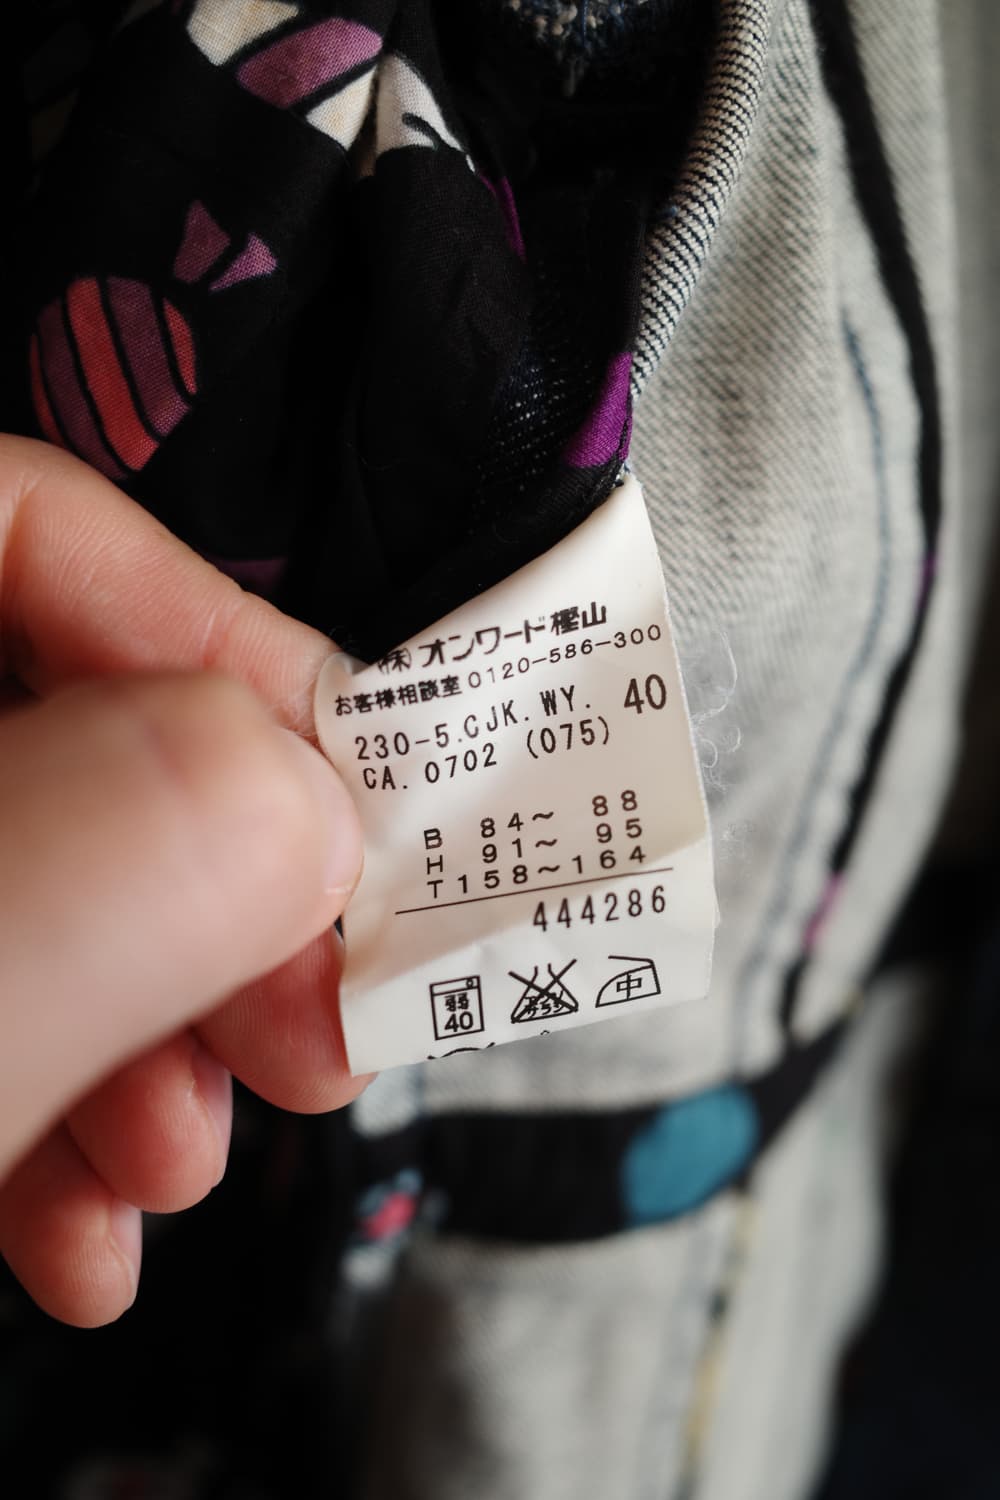 (株)オンワード樫山
お客様相談室 0120-586-300
230-5.CJK.WY. 40
CA. 0702 (075)
B 84〜 88
H 91〜 95
T158〜164
444286
弱 40
中